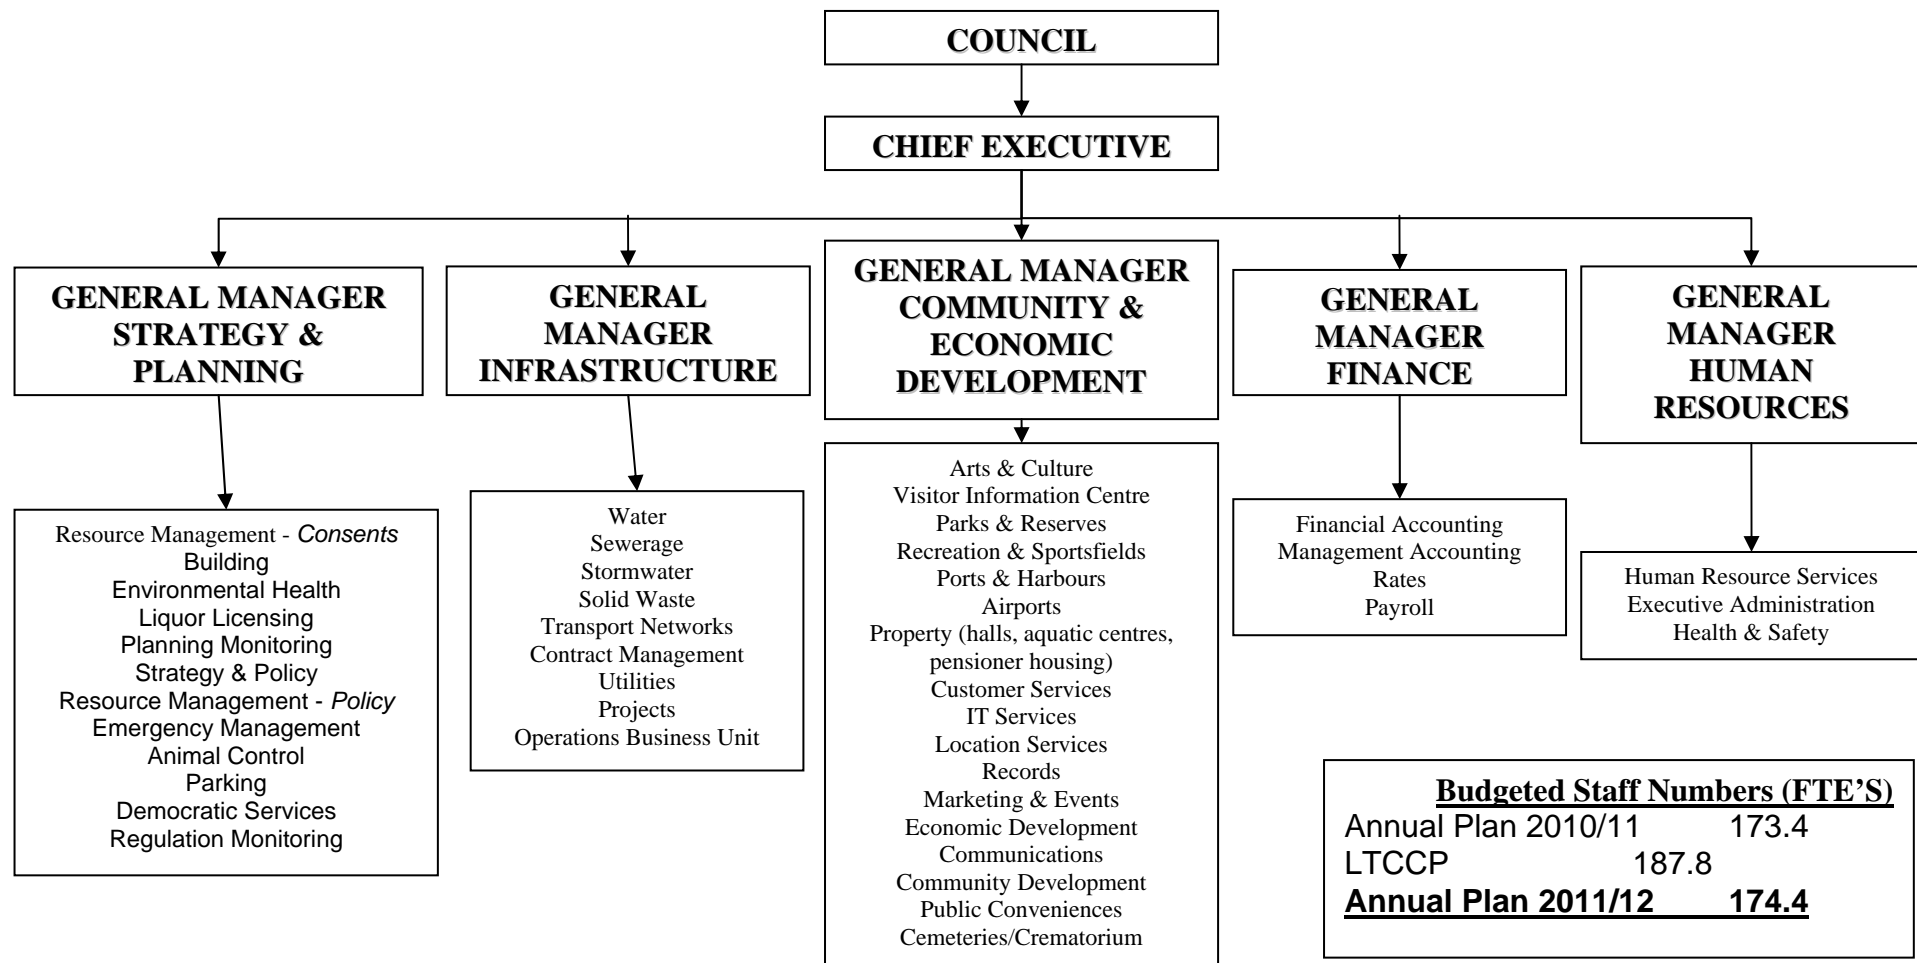 COUNCIL
CHIEF EXECUTIVE
GENERAL MANAGER
STRATEGY &
PLANNING
GENERAL
MANAGER
INFRASTRUCTURE
GENERAL MANAGER
COMMUNITY &
ECONOMIC
DEVELOPMENT
GENERAL
MANAGER
FINANCE
GENERAL
MANAGER
HUMAN
RESOURCES
Resource Management - Consents
Building
Environmental Health
Liquor Licensing
Planning Monitoring
Strategy & Policy
Resource Management - Policy
Emergency Management
Animal Control
Parking
Democratic Services
Regulation Monitoring
Water
Sewerage
Stormwater
Solid Waste
Transport Networks
Contract Management
Utilities
Projects
Operations Business Unit
Arts & Culture
Visitor Information Centre
Parks & Reserves
Recreation & Sportsfields
Ports & Harbours
Airports
Property (halls, aquatic centres,
pensioner housing)
Customer Services
IT Services
Location Services
Records
Marketing & Events
Economic Development
Communications
Community Development
Public Conveniences
Cemeteries/Crematorium
Financial Accounting
Management Accounting
Rates
Payroll
Human Resource Services
Executive Administration
Health & Safety
Budgeted Staff Numbers (FTE’S)
Annual Plan 2010/11 173.4
LTCCP 187.8
Annual Plan 2011/12 174.4